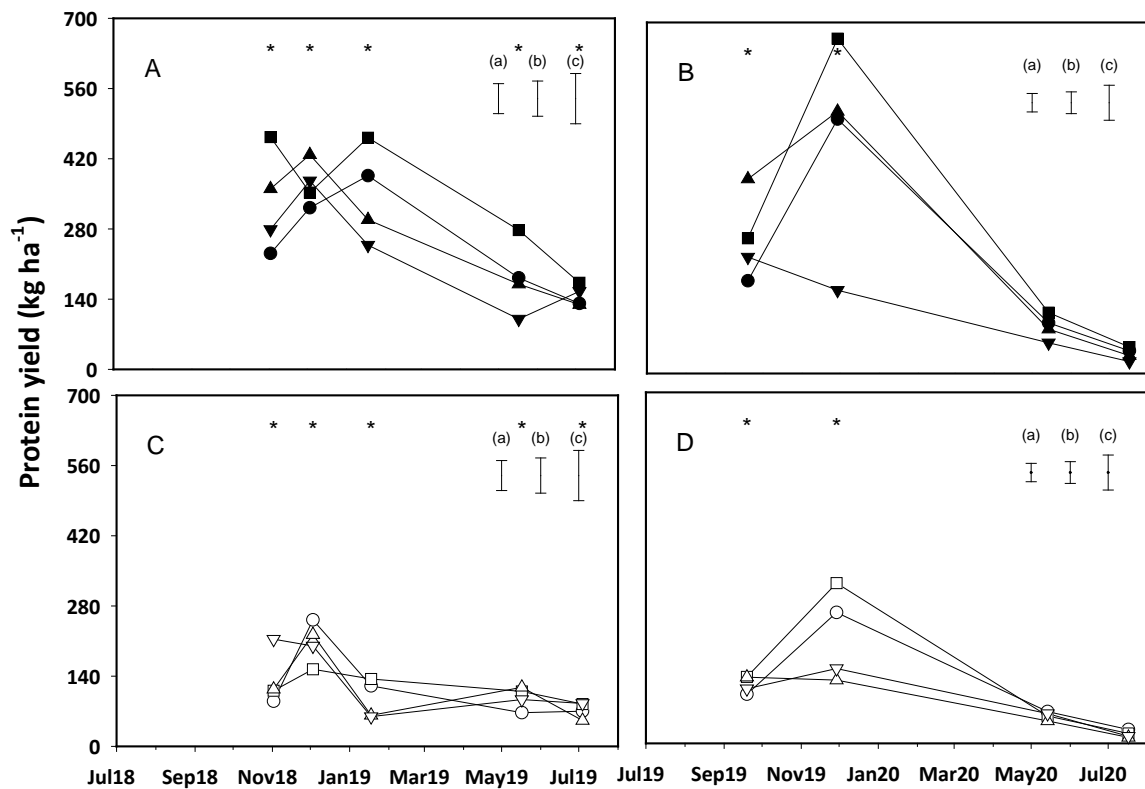 Protein yield (kg ha⁻¹)
700
560
420
280
140
0
A
* * * * *
(a) (b) (c)
B
* *
(a) (b) (c)
700
560
420
280
140
0
C
* * * * *
(a) (b) (c)
D
* *
(a) (b) (c)
Jul18 Sep18 Nov18 Jan19 Mar19 May19 Jul19
Jul19 Sep19 Nov19 Jan20 Mar20 May20 Jul20